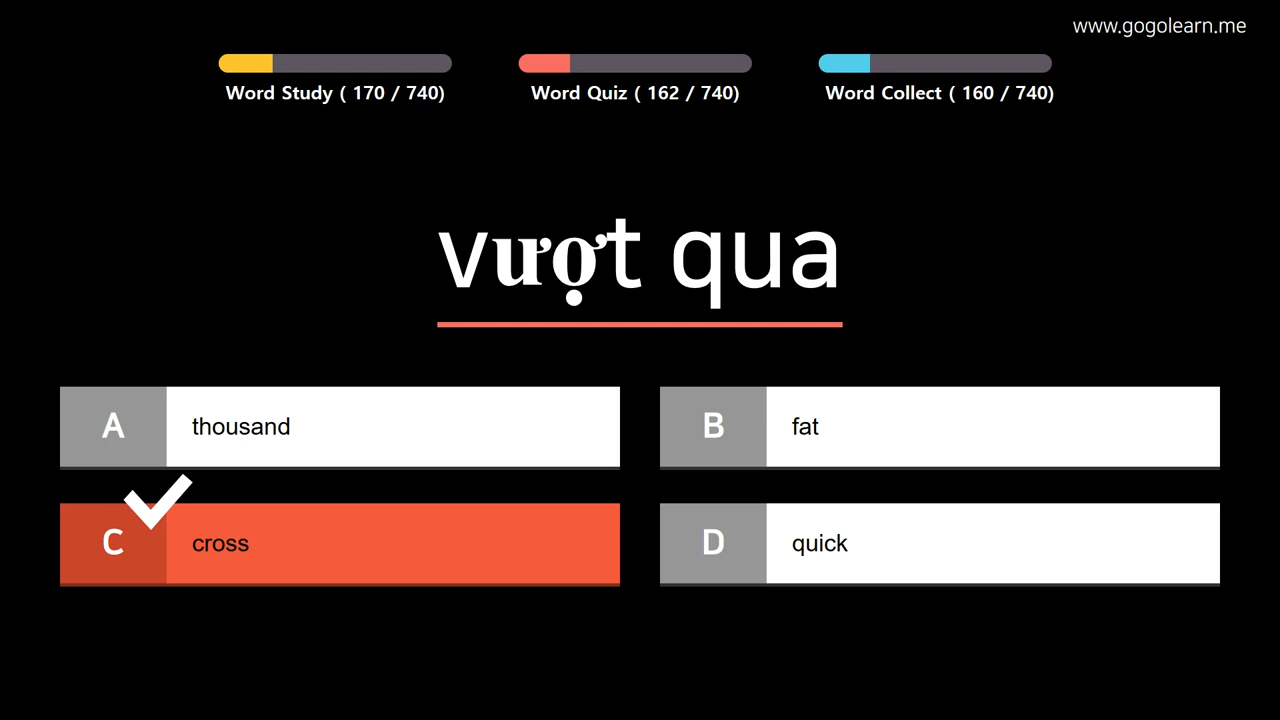 www.gogolearn.me
Word Study ( 170 / 740)
Word Quiz ( 162 / 740)
Word Collect ( 160 / 740)
vượt qua
A thousand
B fat
C cross
D quick